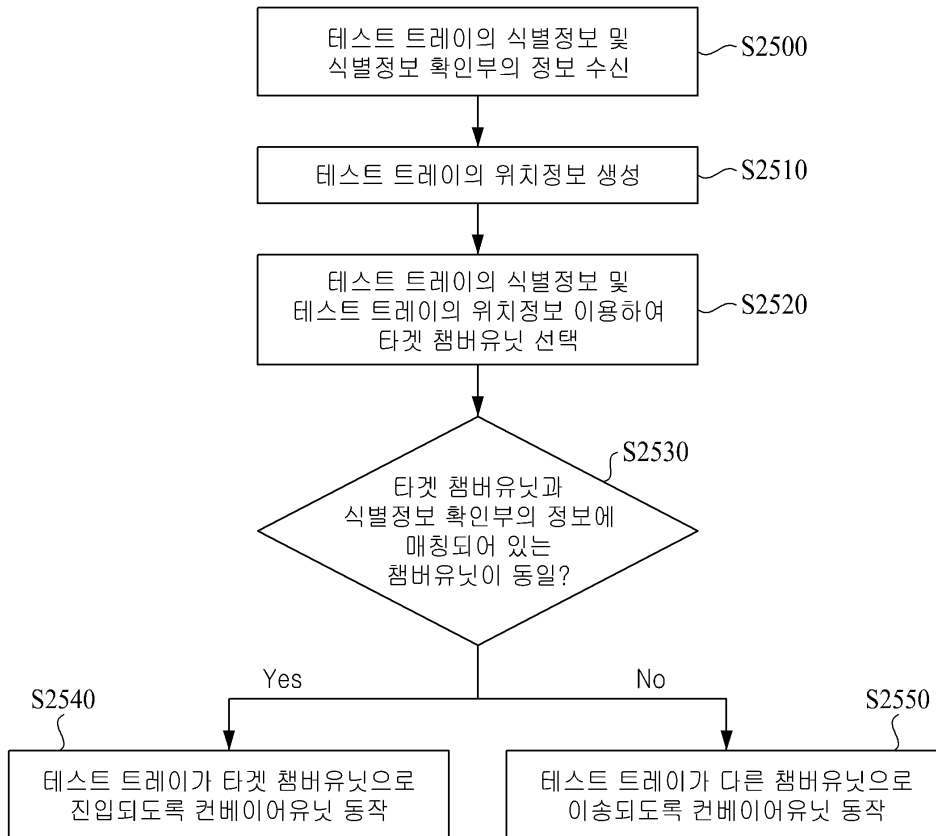 테스트 트레이의 식별정보 및
식별정보 확인부의 정보 수신
S2500
테스트 트레이의 위치정보 생성
S2510
테스트 트레이의 식별정보 및
테스트 트레이의 위치정보 이용하여
타겟 챔버유닛 선택
S2520
S2530
타겟 챔버유닛과
식별정보 확인부의 정보에
매칭되어 있는
챔버유닛이 동일?
Yes
No
S2540
S2550
테스트 트레이가 타겟 챔버유닛으로
진입되도록 컨베이어유닛 동작
테스트 트레이가 다른 챔버유닛으로
이송되도록 컨베이어유닛 동작